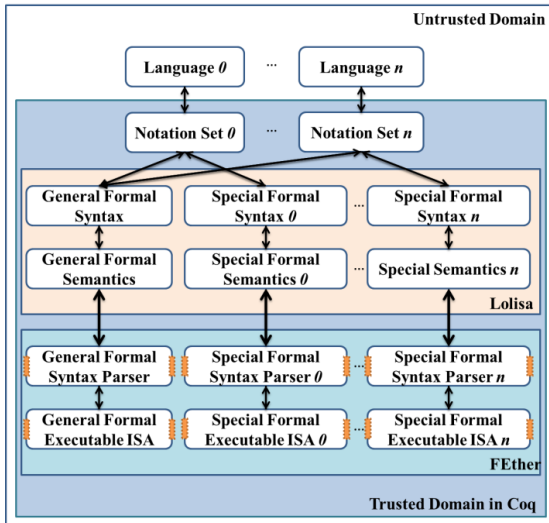 Untrusted Domain
Language 0
...
Language n
Notation Set 0
...
Notation Set n
General Formal
Syntax
Special Formal
Syntax 0
...
Special Formal
Syntax n
General Formal
Semantics
Special Formal
Semantics 0
...
Special Semantics n
Lolisa
General Formal
Syntax Parser
Special Formal
Syntax Parser 0
...
Special Formal
Syntax Parser n
General Formal
Executable ISA
Special Formal
Executable ISA 0
...
Special Formal
Executable ISA n
FEther
Trusted Domain in Coq